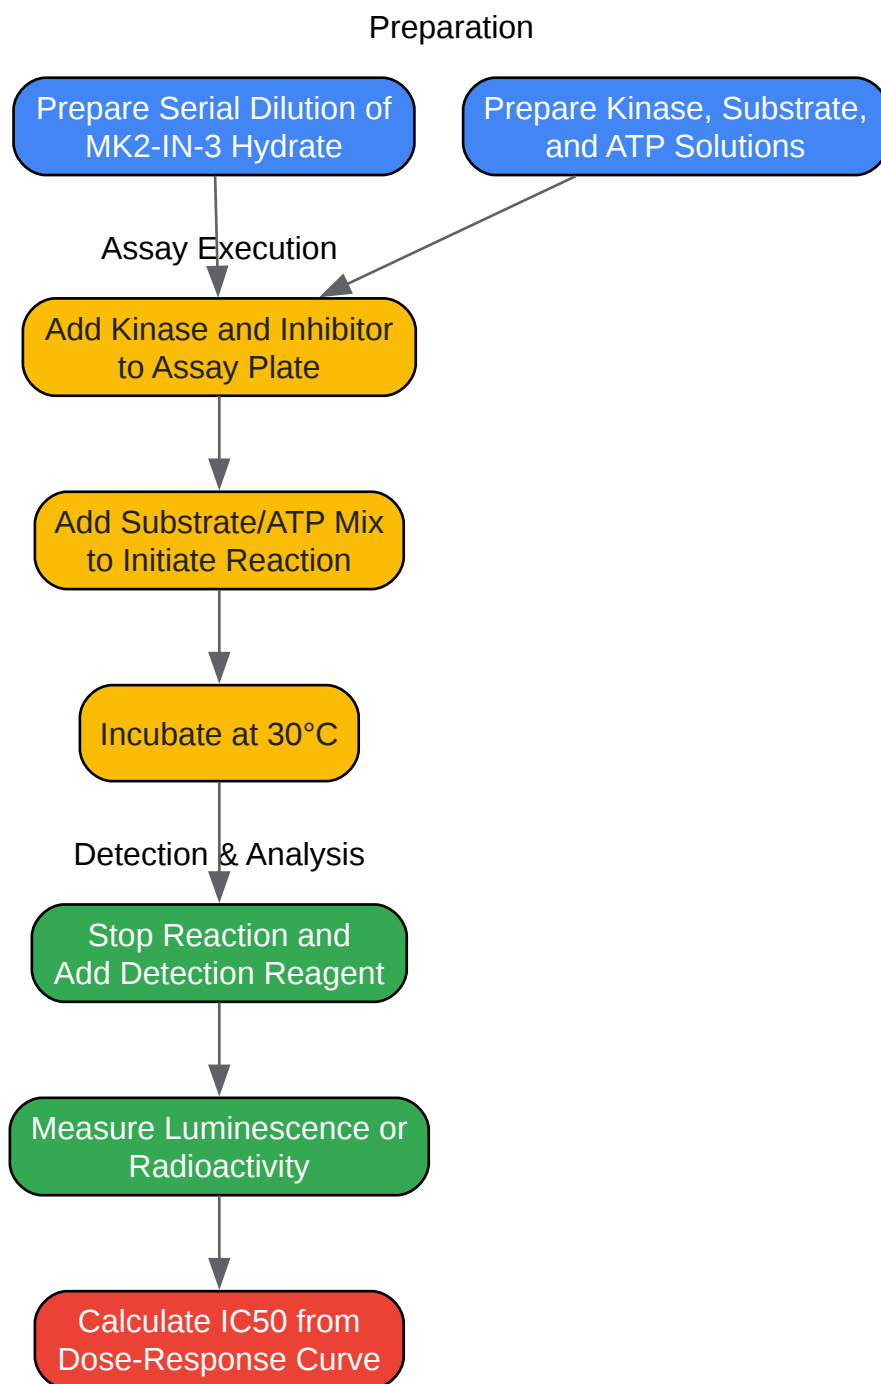 Preparation
Prepare Serial Dilution of
MK2-IN-3 Hydrate
Prepare Kinase, Substrate,
and ATP Solutions
Assay Execution
Add Kinase and Inhibitor
to Assay Plate
Add Substrate/ATP Mix
to Initiate Reaction
Incubate at 30°C
Detection & Analysis
Stop Reaction and
Add Detection Reagent
Measure Luminescence or
Radioactivity
Calculate IC50 from
Dose-Response Curve